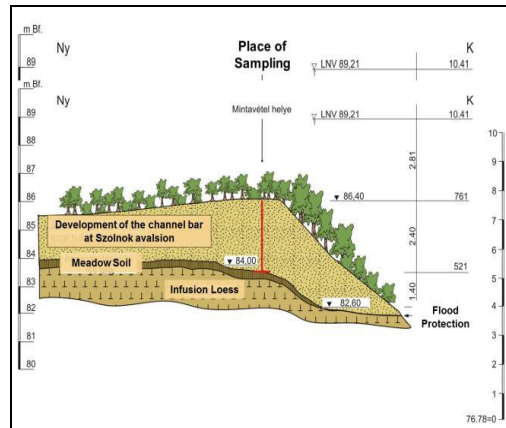 m Bf.
Ny
Place of
Sampling
K
89
LNV 89,21
10.41
m Bf.
Ny
Mintavétel helye
K
89
LNV 89,21
10.41
10
2.81
88
9
87
8
86
86,40
761
7
Development of the channel bar
at Szolnok avalsion
85
2.40
6
84
84,00
521
Meadow Soil
5
83
Infusion Loess
82,60
1.40
4
82
Flood
Protection
3
81
2
80
1
76.78=0